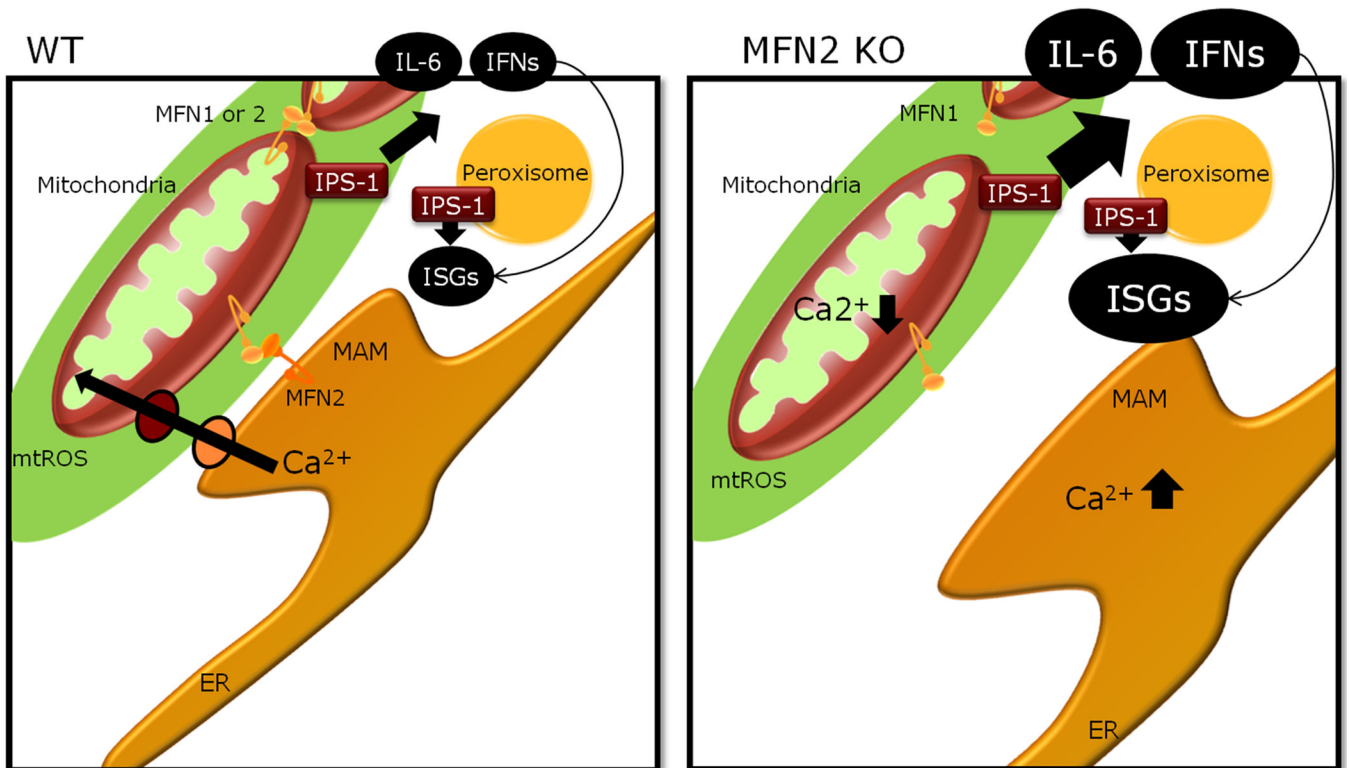 WT
IL-6
IFNs
MFN1 or 2
Mitochondria
IPS-1
Peroxisome
IPS-1
ISGs
MAM
MFN2
Ca²⁺
mtROS
ER
MFN2 KO
IL-6
IFNs
MFN1
Mitochondria
IPS-1
Peroxisome
IPS-1
ISGs
Ca2⁺
MAM
mtROS
Ca²⁺
ER